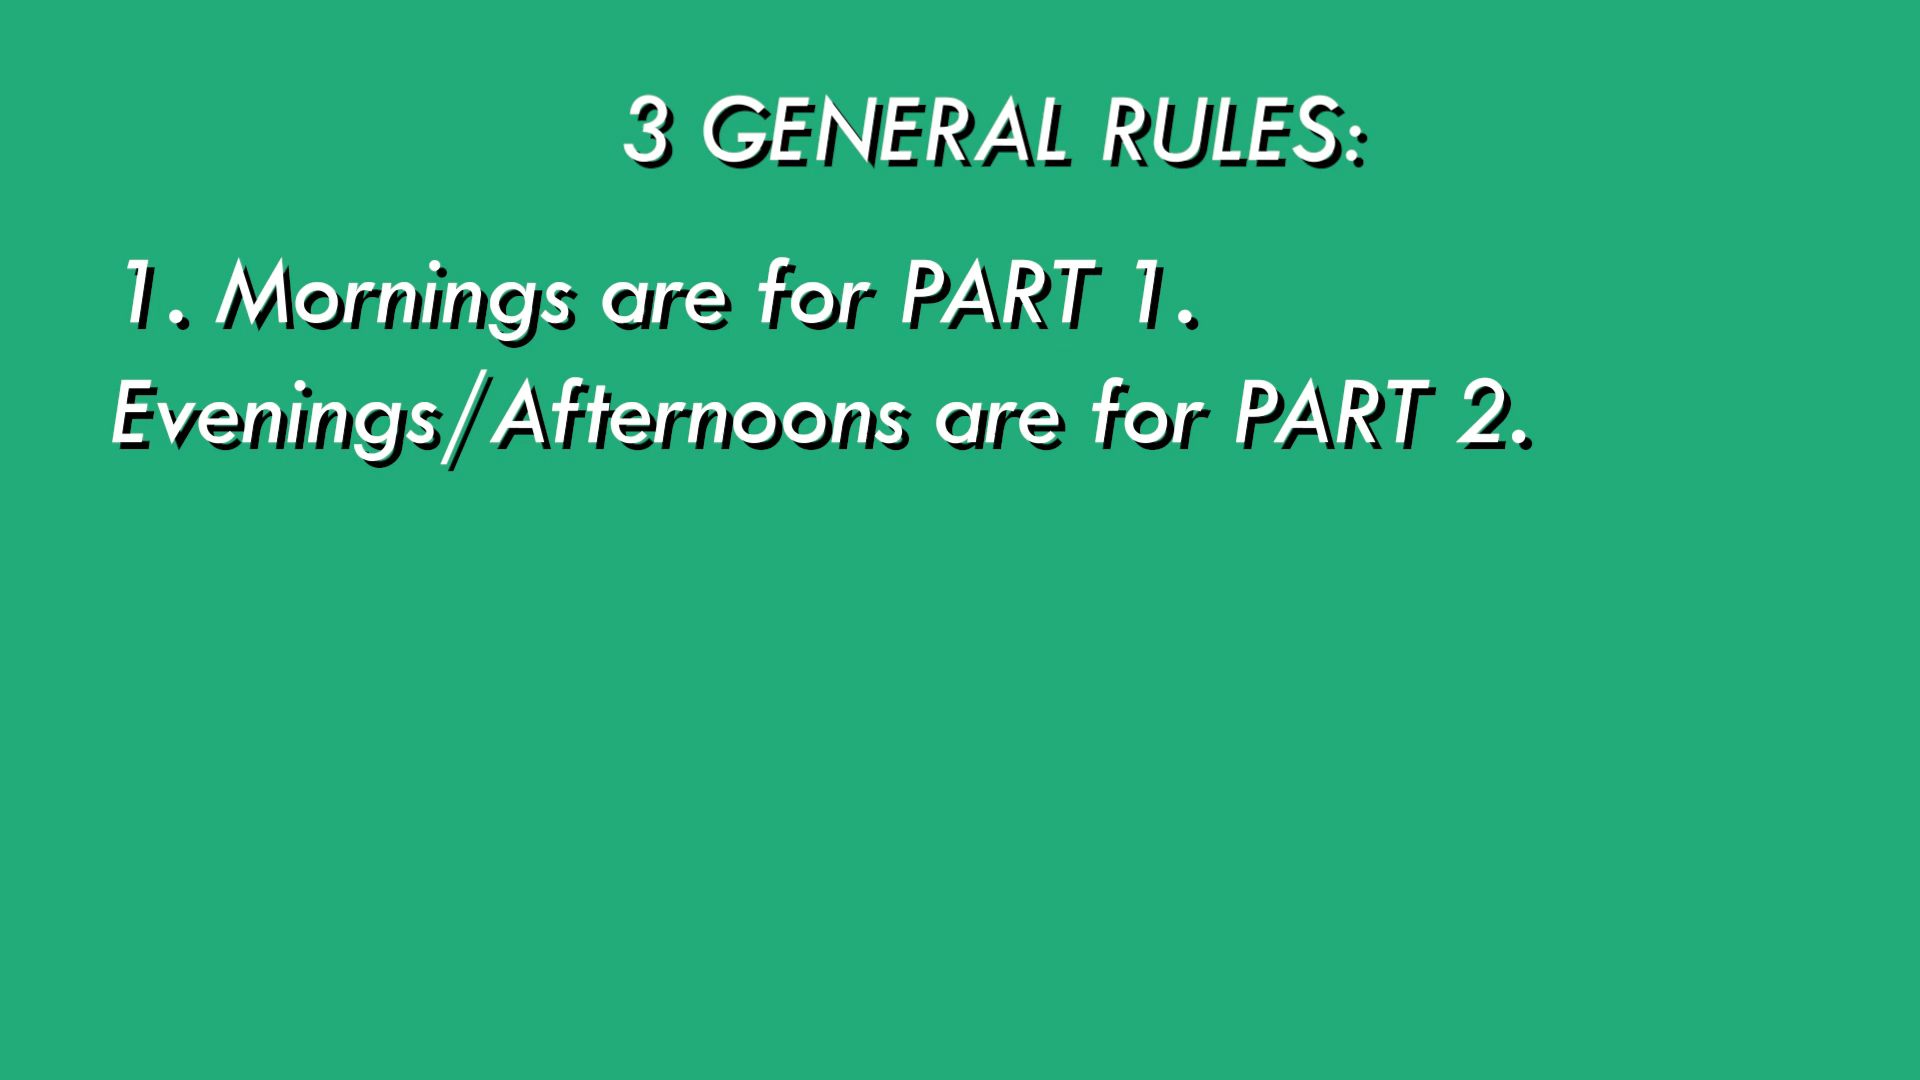 3 GENERAL RULES:
1. Mornings are for PART 1.
Evenings/Afternoons are for PART 2.